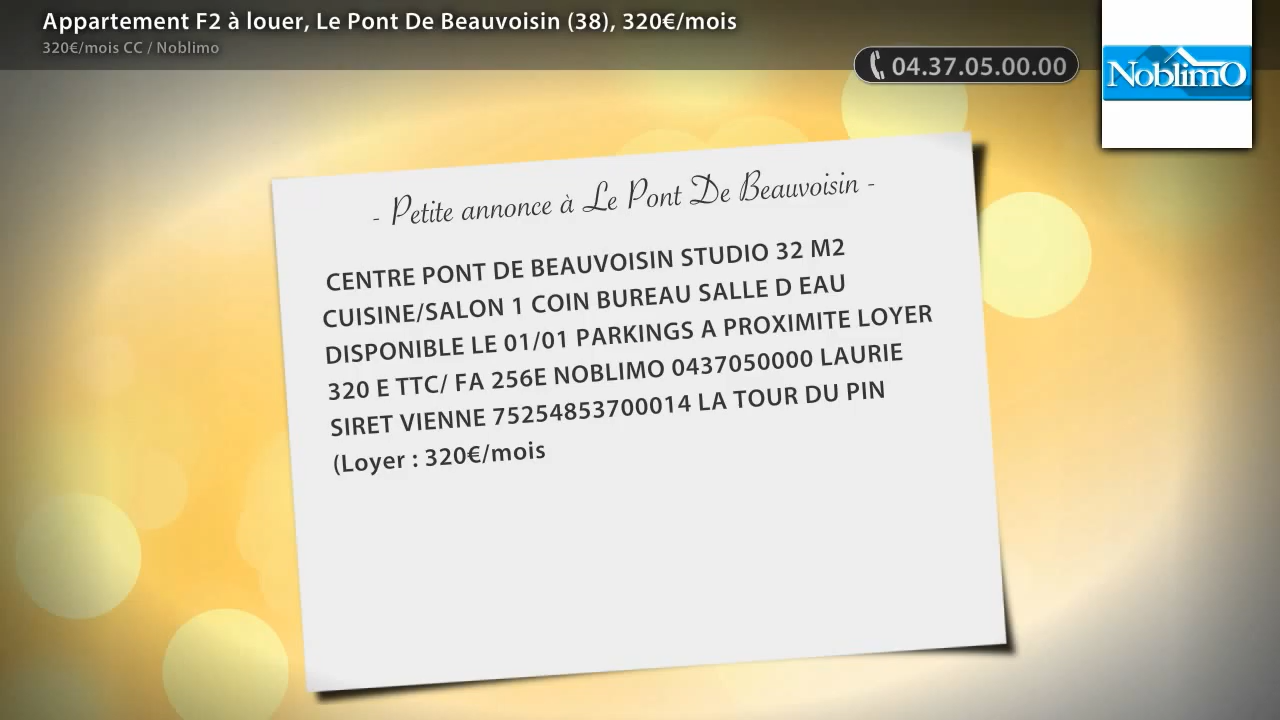 Appartement F2 à louer, Le Pont De Beauvoisin (38), 320€/mois
320€/mois CC / Noblimo
04.37.05.00.00
NoblimO
- Petite annonce à Le Pont De Beauvoisin -
CENTRE PONT DE BEAUVOISIN STUDIO 32 M2
CUISINE/SALON 1 COIN BUREAU SALLE D EAU
DISPONIBLE LE 01/01 PARKINGS A PROXIMITE LOYER
320 E TTC/ FA 256E NOBLIMO 0437050000 LAURIE
SIRET VIENNE 75254853700014 LA TOUR DU PIN
(Loyer : 320€/mois